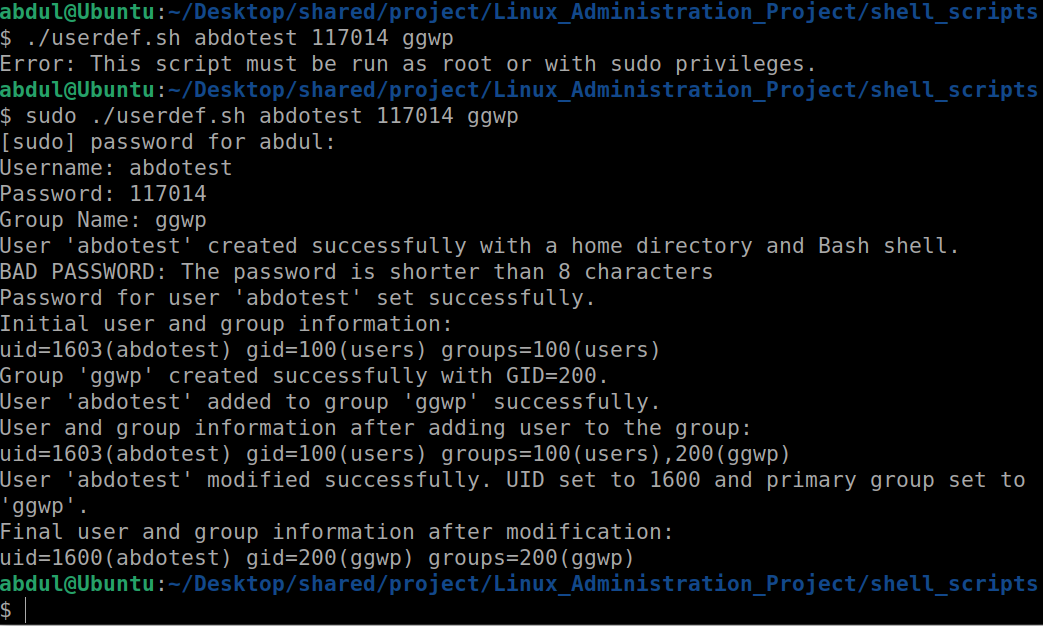 abdul@Ubuntu:~/Desktop/shared/project/Linux_Administration_Project/shell_scripts
$ ./userdef.sh abdotest 117014 ggwp
Error: This script must be run as root or with sudo privileges.
abdul@Ubuntu:~/Desktop/shared/project/Linux_Administration_Project/shell_scripts
$ sudo ./userdef.sh abdotest 117014 ggwp
[sudo] password for abdul:
Username: abdotest
Password: 117014
Group Name: ggwp
User 'abdotest' created successfully with a home directory and Bash shell.
BAD PASSWORD: The password is shorter than 8 characters
Password for user 'abdotest' set successfully.
Initial user and group information:
uid=1603(abdotest) gid=100(users) groups=100(users)
Group 'ggwp' created successfully with GID=200.
User 'abdotest' added to group 'ggwp' successfully.
User and group information after adding user to the group:
uid=1603(abdotest) gid=100(users) groups=100(users),200(ggwp)
User 'abdotest' modified successfully. UID set to 1600 and primary group set to
'ggwp'.
Final user and group information after modification:
uid=1600(abdotest) gid=200(ggwp) groups=200(ggwp)
abdul@Ubuntu:~/Desktop/shared/project/Linux_Administration_Project/shell_scripts
$